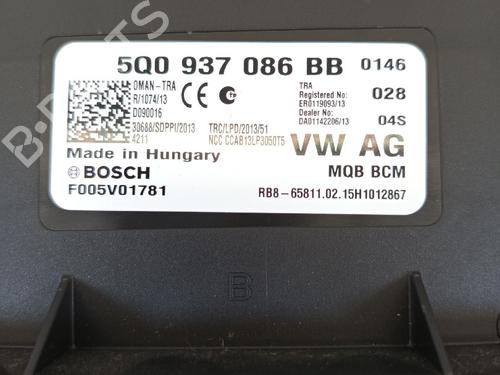 5Q0 937 086 BB 0146
OMAN-TRA
R/1074/13
D090016
30688/SDPPI/2013
4211
CE
TRC/LPD/2013/51
NCC CCAB13LP3050T5
TRA
Registered No:
ER0119093/13
Dealer No:
DA01142206/13
028
04S
Made in Hungary
VW AG
BOSCH
MQB BCM
F005V01781
RB8-65811.02.15H1012867
B